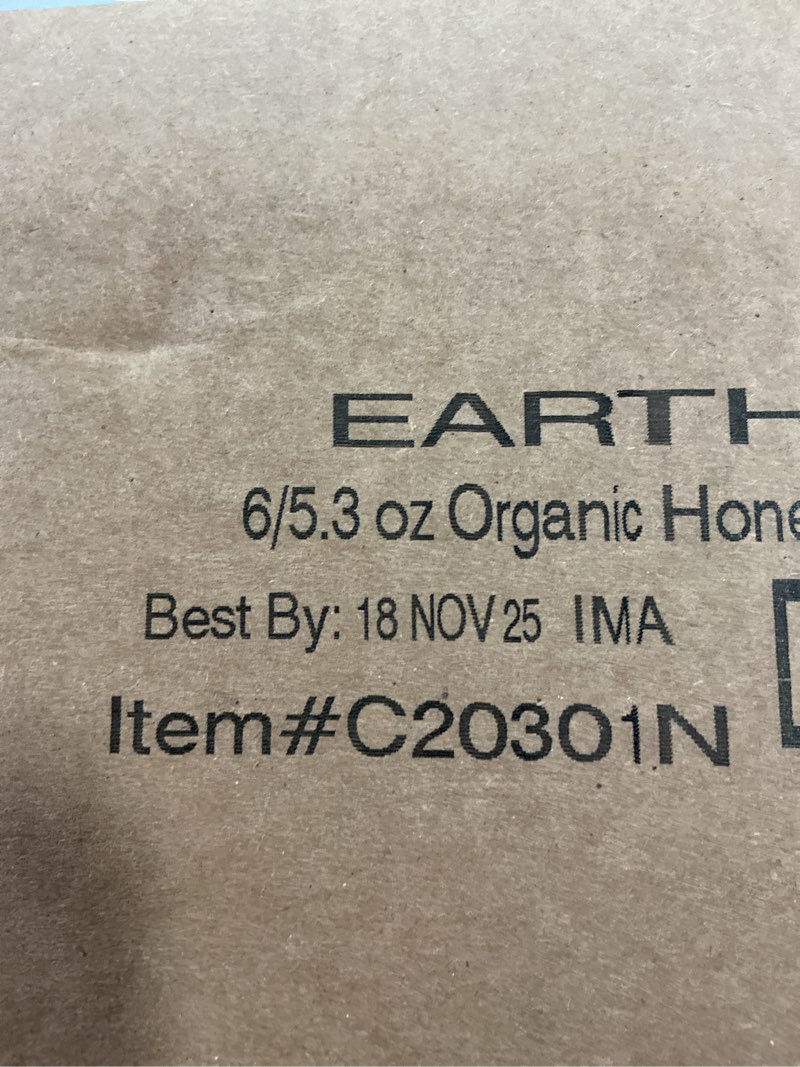 EARTH
6/5.3 oz Organic Hone
Best By: 18 NOV 25 IMA
Item#C20301N